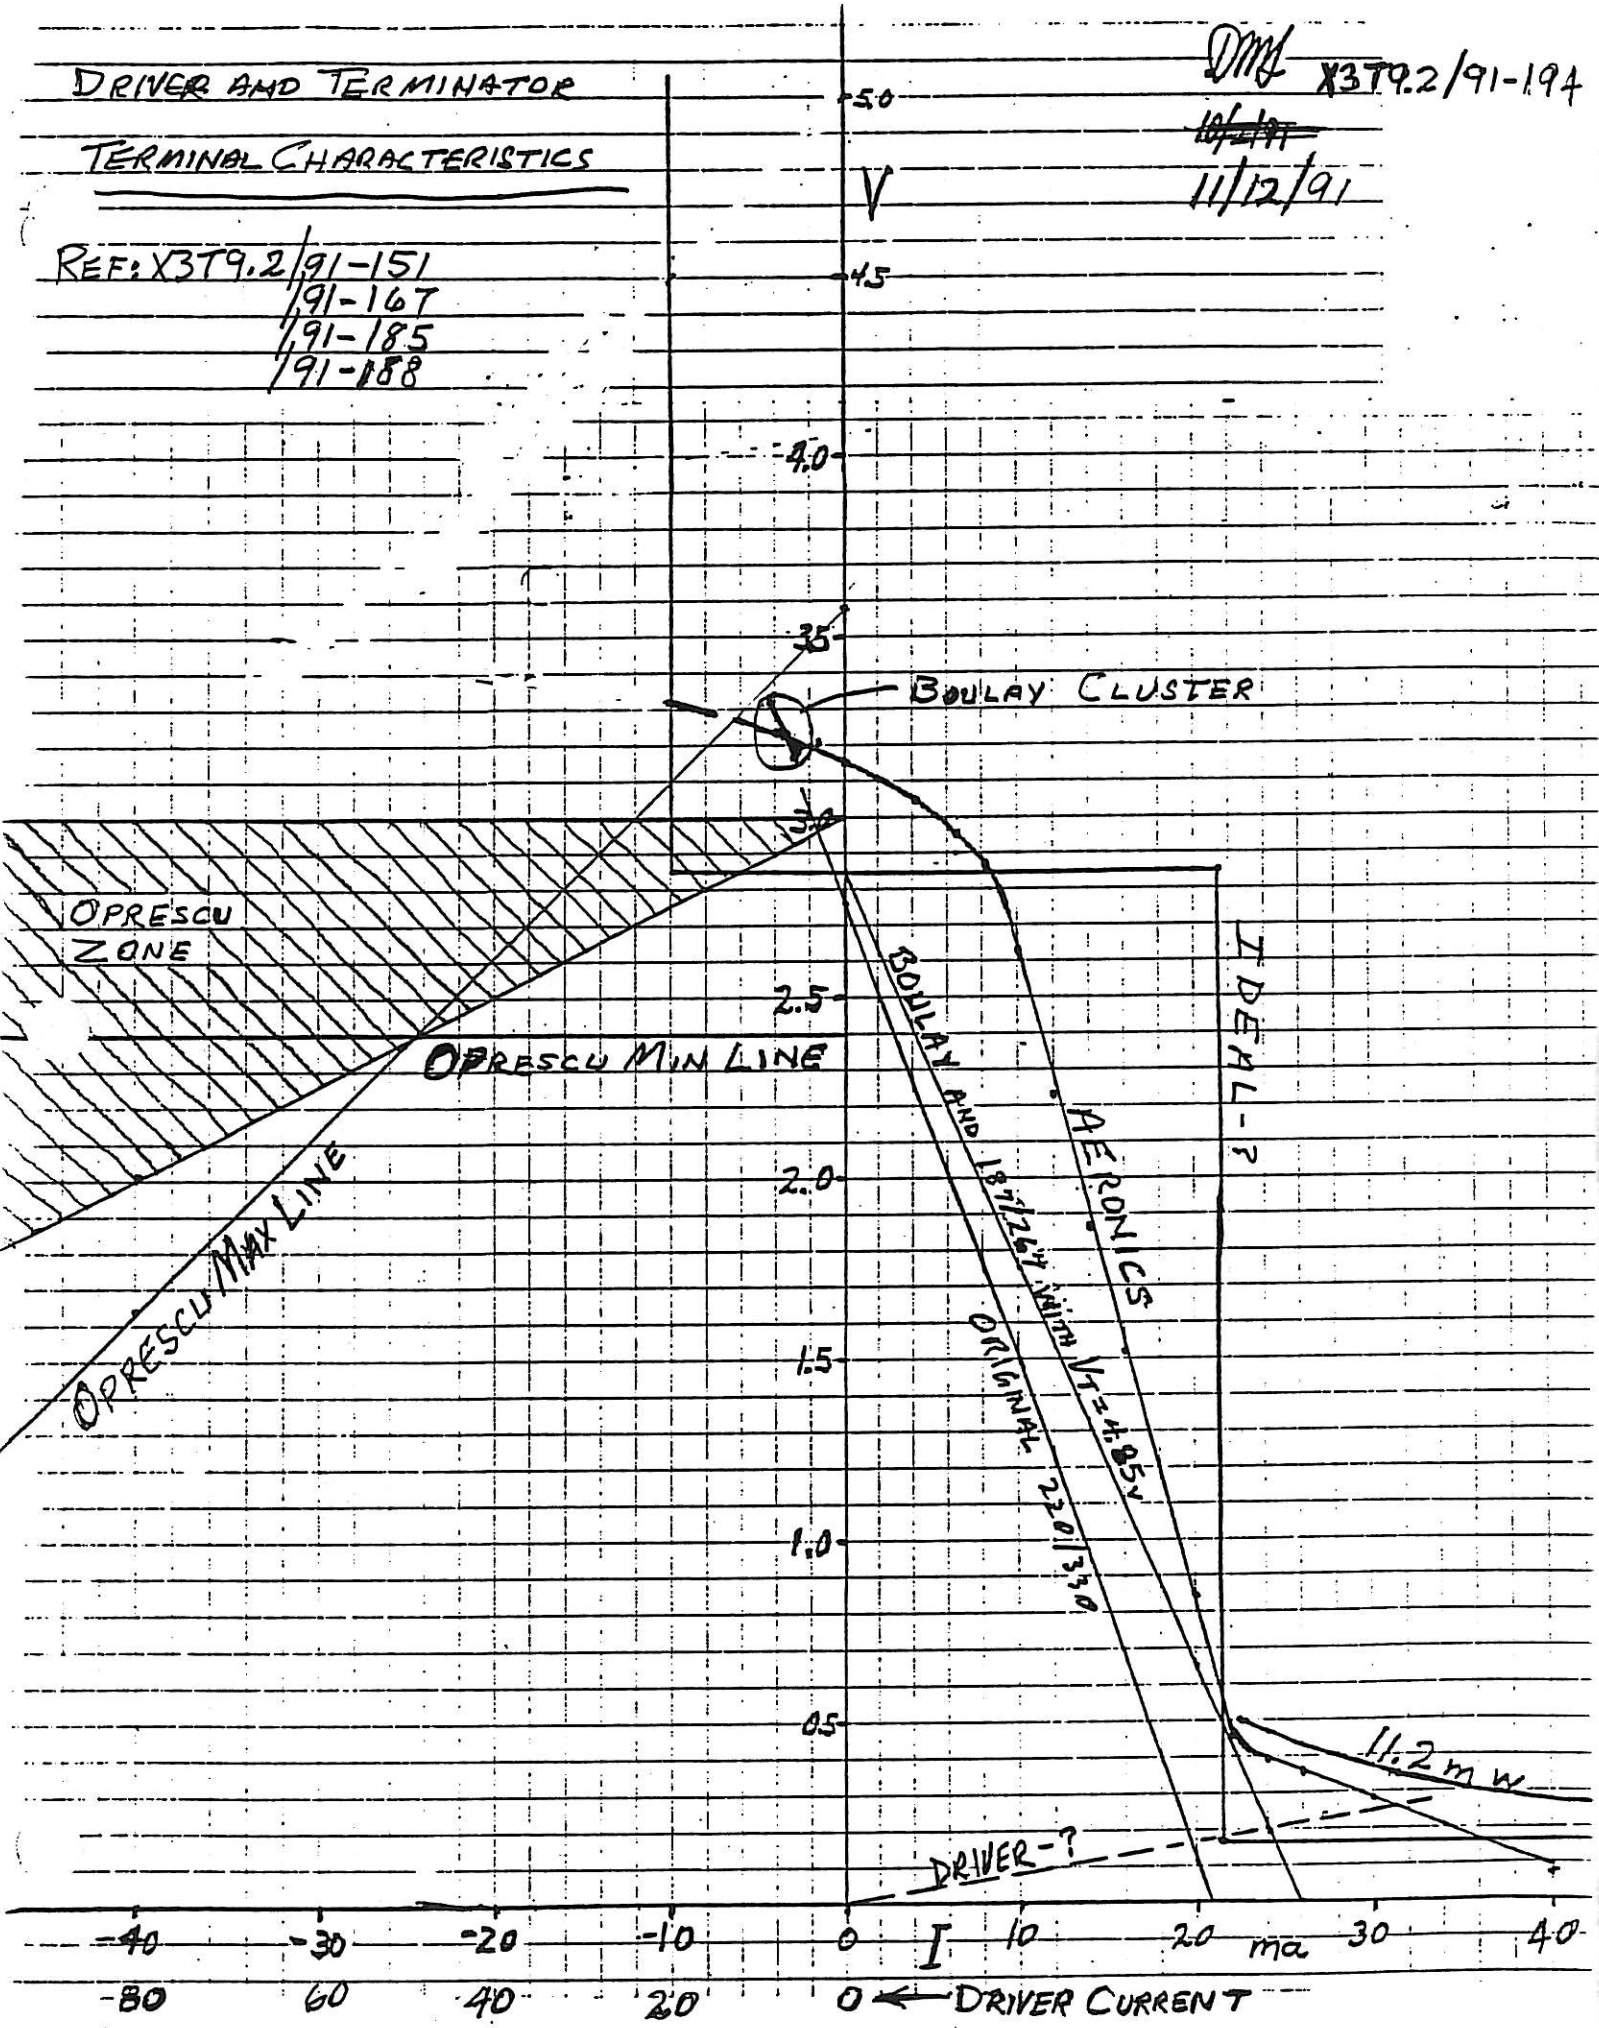 DRIVER AND TERMINATOR
TERMINAL CHARACTERISTICS
X3T9.2/91-194
11/12/91
REF: X3T9.2/91-151
/91-167
/91-185
/91-188
V
5.0
4.5
4.0
3.5
BOULAY CLUSTER
3.0
OPRESCU
ZONE
2.5
OPRESCU MIN LINE
IDEAL-?
BOULAY AND 187/264 WITH VT=4.85V
AERONICS
2.0
OPRESCU MAX LINE
ORIGINAL 220/330
1.5
1.0
0.5
11.2 mw
DRIVER-?
-40 -30 -20 -10 0 I 10 20 ma 30 40
-80 60 40 20 0 ← DRIVER CURRENT